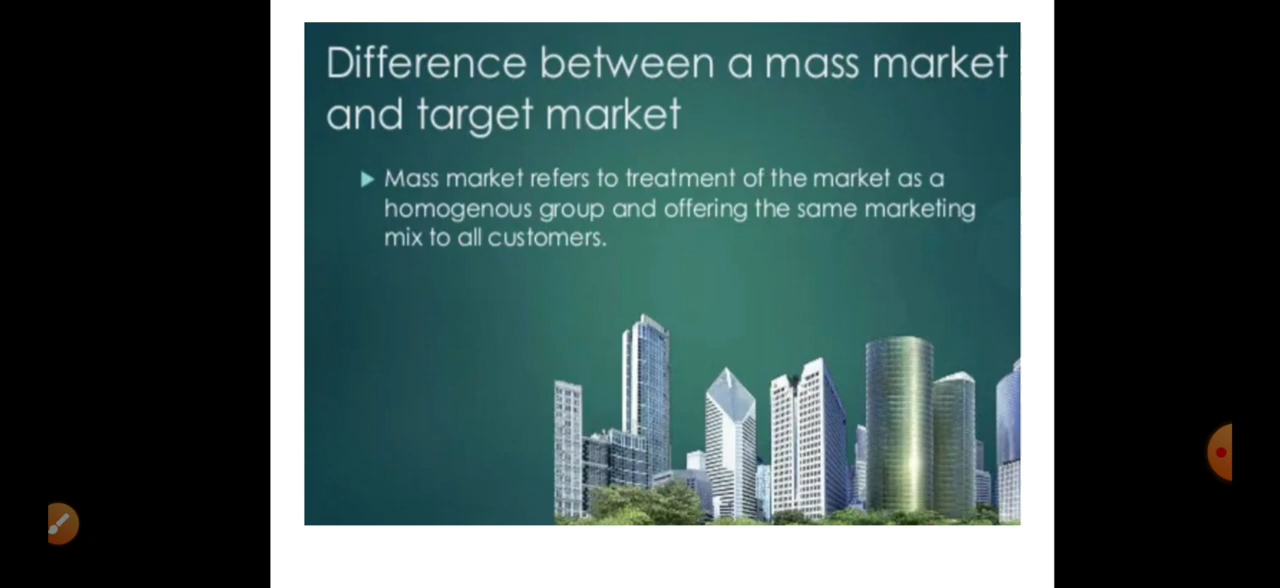 Difference between a mass market
and target market
Mass market refers to treatment of the market as a
homogenous group and offering the same marketing
mix to all customers.